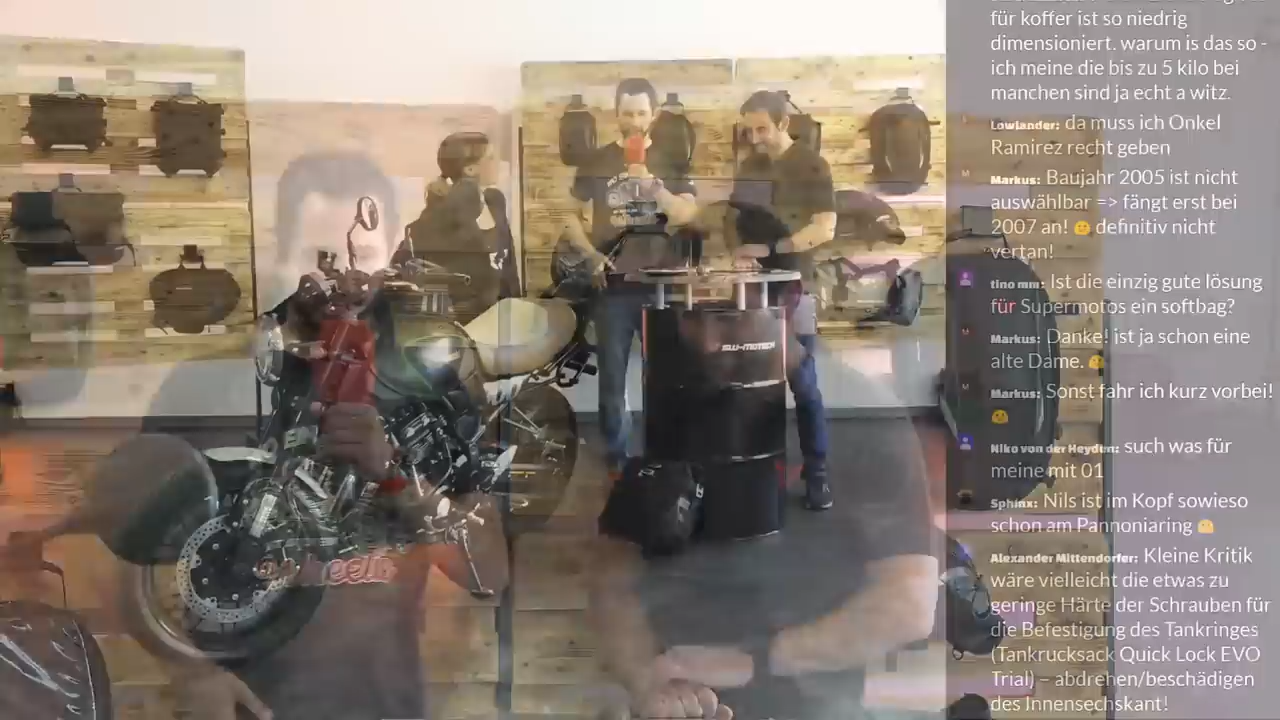 für koffer ist so niedrig
dimensioniert. warum is das so -
ich meine die bis zu 5 kilo bei
manchen sind ja echt a witz.
Lowlander: da muss ich Onkel
Ramirez recht geben
Markus: Baujahr 2005 ist nicht
auswählbar => fängt erst bei
2007 an! definitiv nicht
vertan!
tino mm: Ist die einzig gute lösung
für Supermotos ein softbag?
Markus: Danke! ist ja schon eine
alte Dame.
Markus: Sonst fahr ich kurz vorbei!
Niko von der Heyden: such was für
meine mit 01
Sphinx: Nils ist im Kopf sowieso
schon am Pannoniaring
Alexander Mittendorfer: Kleine Kritik
wäre vielleicht die etwas zu
geringe Härte der Schrauben für
die Befestigung des Tankringes
(Tankrucksack Quick Lock EVO
Trial) – abdrehen/beschädigen
des Innensechskant!
SW-MOTECH